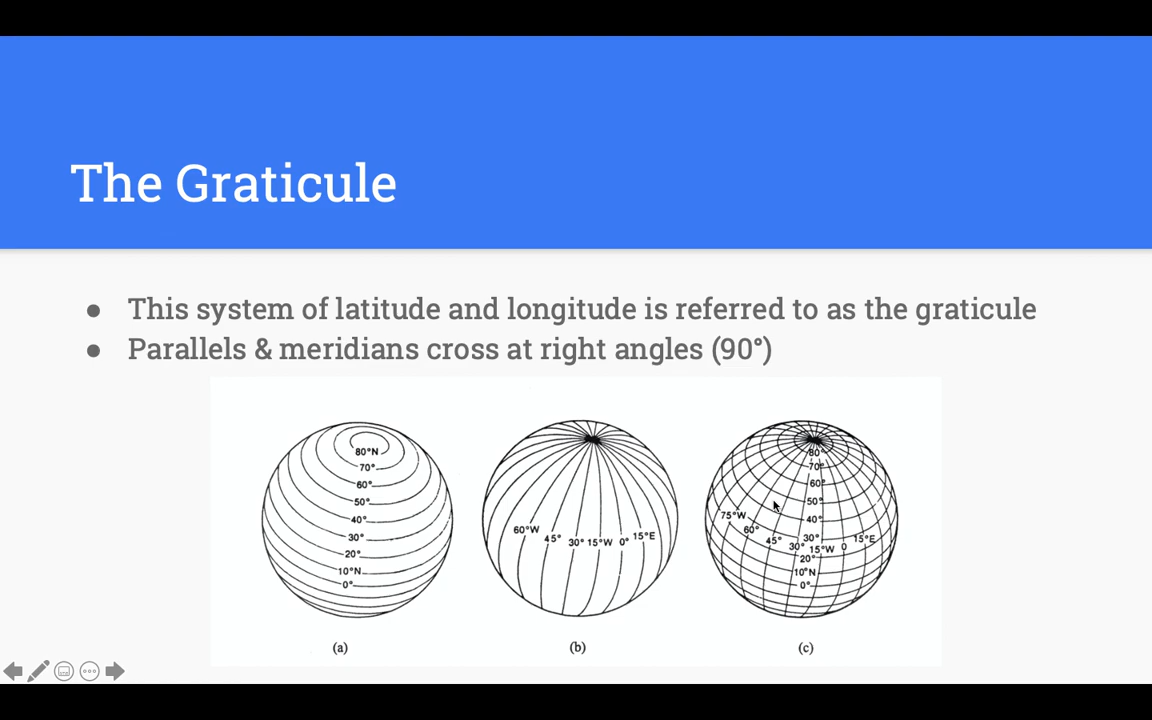 The Graticule
● This system of latitude and longitude is referred to as the graticule
● Parallels & meridians cross at right angles (90°)
80°N
70°
60°
50°
40°
30°
20°
10°N
0°
(a)
60°W 45° 30° 15°W 0° 15°E
(b)
80°
70°
60°
50°
40°
30°
20°
10°N
0°
75°W 60° 45° 30° 15°W 0 15°E
(c)